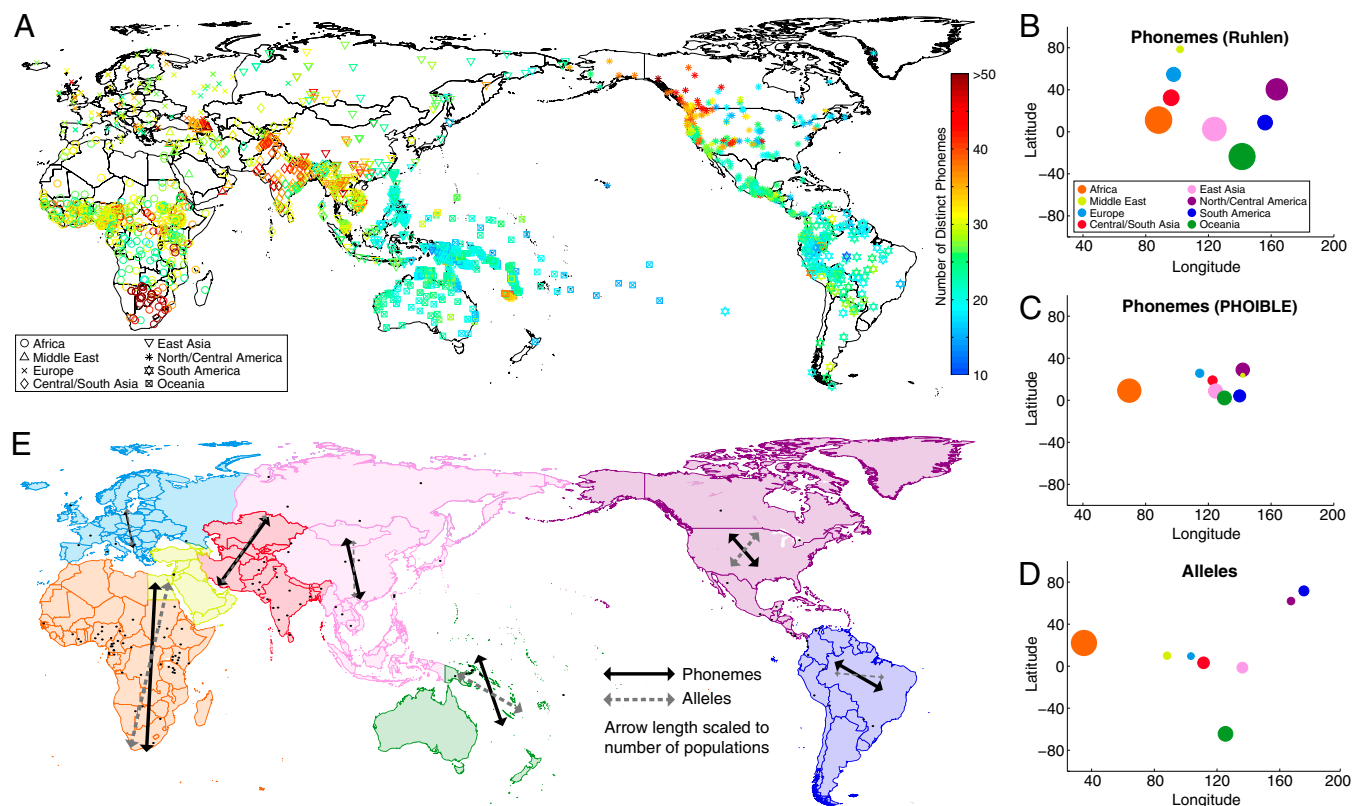 A
○ Africa
△ Middle East
× Europe
◇ Central/South Asia
▽ East Asia
✳ North/Central America
✡ South America
⊠ Oceania
Number of Distinct Phonemes
>50
40
30
20
10
B
Phonemes (Ruhlen)
Latitude
80
40
0
−40
−80
Africa
Middle East
Europe
Central/South Asia
East Asia
North/Central America
South America
Oceania
40 80 120 160 200
Longitude
C
Phonemes (PHOIBLE)
Latitude
80
40
0
−40
−80
40 80 120 160 200
D
Alleles
Latitude
80
40
0
−40
−80
40 80 120 160 200
Longitude
E
Phonemes
Alleles
Arrow length scaled to
number of populations